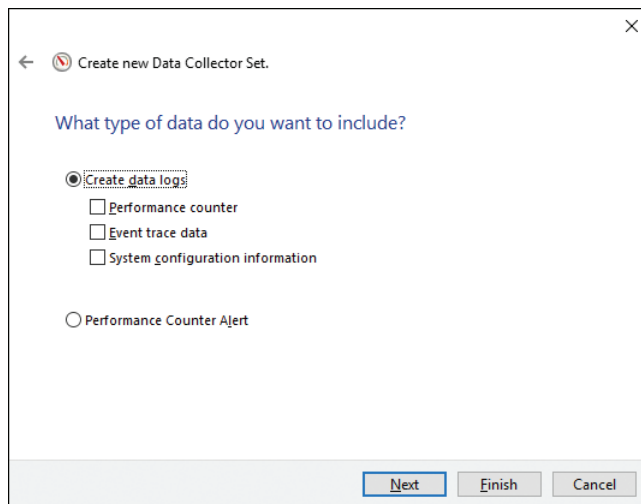 Create new Data Collector Set.
What type of data do you want to include?
Create data logs
Performance counter
Event trace data
System configuration information
Performance Counter Alert
Next Finish Cancel